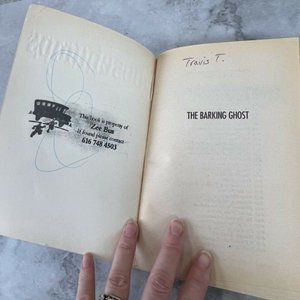 This book is property of
Zee Bus
If found please contact
616 748 4503
Travis T.
THE BARKING GHOST